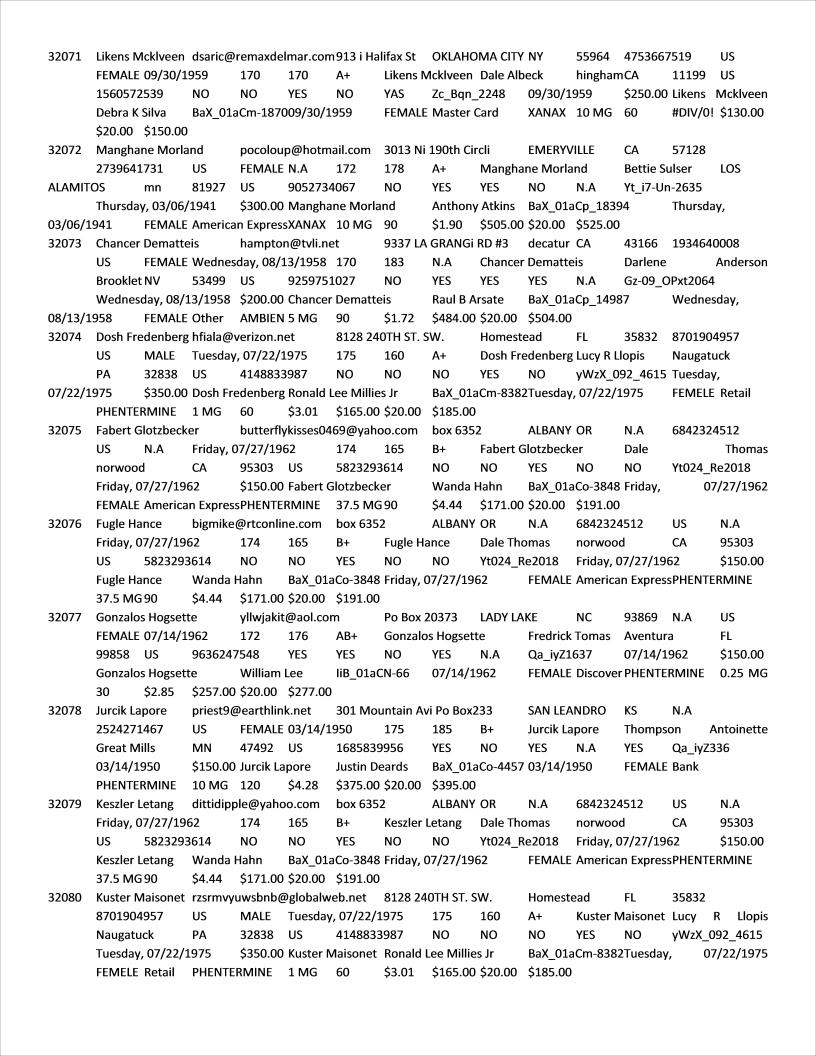 32071 Likens Mcklveen dsaric@remaxdelmar.com913 i Halifax St OKLAHOMA CITY NY 55964 4753667519 US
FEMALE 09/30/1959 170 170 A+ Likens Mcklveen Dale Albeck hinghamCA 11199 US
1560572539 NO NO YES NO YAS Zc_Bqn_2248 09/30/1959 $250.00 Likens Mcklveen
Debra K Silva BaX_01aCm-187009/30/1959 FEMALE Master Card XANAX 10 MG 60 #DIV/0! $130.00
$20.00 $150.00
32072 Manghane Morland pocoloup@hotmail.com 3013 Ni 190th Circli EMERYVILLE CA 57128
2739641731 US FEMALE N.A 172 178 A+ Manghane Morland Bettie Sulser LOS
ALAMITOS mn 81927 US 9052734067 NO YES YES NO N.A Yt_i7-Un-2635
Thursday, 03/06/1941 $300.00 Manghane Morland Anthony Atkins BaX_01aCp_18394 Thursday,
03/06/1941 FEMALE American ExpressXANAX 10 MG 90 $1.90 $505.00 $20.00 $525.00
32073 Chancer Dematteis hampton@tvli.net 9337 LA GRANGi RD #3 decatur CA 43166 1934640008
US FEMALE Wednesday, 08/13/1958 170 183 N.A Chancer Dematteis Darlene Anderson
Brooklet NV 53499 US 9259751027 NO YES YES YES N.A Gz-09_OPxt2064
Wednesday, 08/13/1958 $200.00 Chancer Dematteis Raul B Arsate BaX_01aCp_14987 Wednesday,
08/13/1958 FEMALE Other AMBIEN 5 MG 90 $1.72 $484.00 $20.00 $504.00
32074 Dosh Fredenberg hfiala@verizon.net 8128 240TH ST. SW. Homestead FL 35832 8701904957
US MALE Tuesday, 07/22/1975 175 160 A+ Dosh Fredenberg Lucy R Llopis Naugatuck
PA 32838 US 4148833987 NO NO NO YES NO yWzX_092_4615 Tuesday,
07/22/1975 $350.00 Dosh Fredenberg Ronald Lee Millies Jr BaX_01aCm-8382Tuesday, 07/22/1975 FEMELE Retail
PHENTERMINE 1 MG 60 $3.01 $165.00 $20.00 $185.00
32075 Fabert Glotzbecker butterflykisses0469@yahoo.com box 6352 ALBANY OR N.A 6842324512
US N.A Friday, 07/27/1962 174 165 B+ Fabert Glotzbecker Dale Thomas
norwood CA 95303 US 5823293614 NO NO YES NO NO Yt024_Re2018
Friday, 07/27/1962 $150.00 Fabert Glotzbecker Wanda Hahn BaX_01aCo-3848 Friday, 07/27/1962
FEMALE American ExpressPHENTERMINE 37.5 MG 90 $4.44 $171.00 $20.00 $191.00
32076 Fugle Hance bigmike@rtconline.com box 6352 ALBANY OR N.A 6842324512 US N.A
Friday, 07/27/1962 174 165 B+ Fugle Hance Dale Thomas norwood CA 95303
US 5823293614 NO NO YES NO NO Yt024_Re2018 Friday, 07/27/1962 $150.00
Fugle Hance Wanda Hahn BaX_01aCo-3848 Friday, 07/27/1962 FEMALE American ExpressPHENTERMINE
37.5 MG 90 $4.44 $171.00 $20.00 $191.00
32077 Gonzalos Hogsette yllwjakit@aol.com Po Box 20373 LADY LAKE NC 93869 N.A US
FEMALE 07/14/1962 172 176 AB+ Gonzalos Hogsette Fredrick Tomas Aventura FL
99858 US 9636247548 YES YES NO YES N.A Qa_iyZ1637 07/14/1962 $150.00
Gonzalos Hogsette William Lee IiB_01aCN-66 07/14/1962 FEMALE Discover PHENTERMINE 0.25 MG
30 $2.85 $257.00 $20.00 $277.00
32078 Jurcik Lapore priest9@earthlink.net 301 Mountain Avi Po Box233 SAN LEANDRO KS N.A
2524271467 US FEMALE 03/14/1950 175 185 B+ Jurcik Lapore Thompson Antoinette
Great Mills MN 47492 US 1685839956 YES NO YES N.A YES Qa_iyZ336
03/14/1950 $150.00 Jurcik Lapore Justin Deards BaX_01aCo-4457 03/14/1950 FEMALE Bank
PHENTERMINE 10 MG 120 $4.28 $375.00 $20.00 $395.00
32079 Keszler Letang dittidipple@yahoo.com box 6352 ALBANY OR N.A 6842324512 US N.A
Friday, 07/27/1962 174 165 B+ Keszler Letang Dale Thomas norwood CA 95303
US 5823293614 NO NO YES NO NO Yt024_Re2018 Friday, 07/27/1962 $150.00
Keszler Letang Wanda Hahn BaX_01aCo-3848 Friday, 07/27/1962 FEMALE American ExpressPHENTERMINE
37.5 MG 90 $4.44 $171.00 $20.00 $191.00
32080 Kuster Maisonet rzsrmvyuwsbnb@globalweb.net 8128 240TH ST. SW. Homestead FL 35832
8701904957 US MALE Tuesday, 07/22/1975 175 160 A+ Kuster Maisonet Lucy R Llopis
Naugatuck PA 32838 US 4148833987 NO NO NO YES NO yWzX_092_4615
Tuesday, 07/22/1975 $350.00 Kuster Maisonet Ronald Lee Millies Jr BaX_01aCm-8382Tuesday, 07/22/1975
FEMELE Retail PHENTERMINE 1 MG 60 $3.01 $165.00 $20.00 $185.00